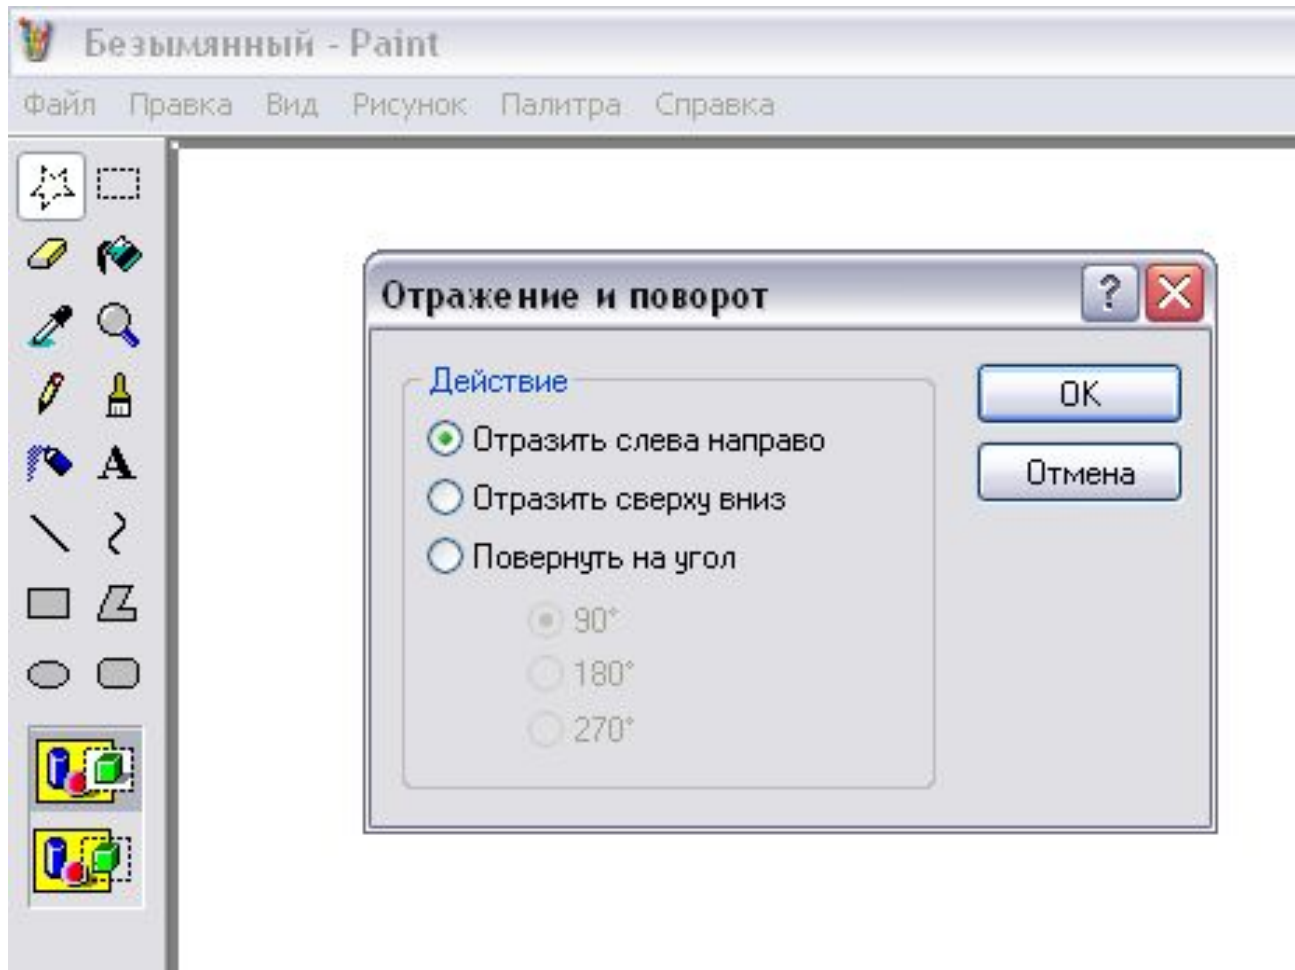 Безымянный - Paint
Файл Правка Вид Рисунок Палитра Справка
Отражение и поворот
Действие
Отразить слева направо
Отразить сверху вниз
Повернуть на угол
90°
180°
270°
OK
Отмена